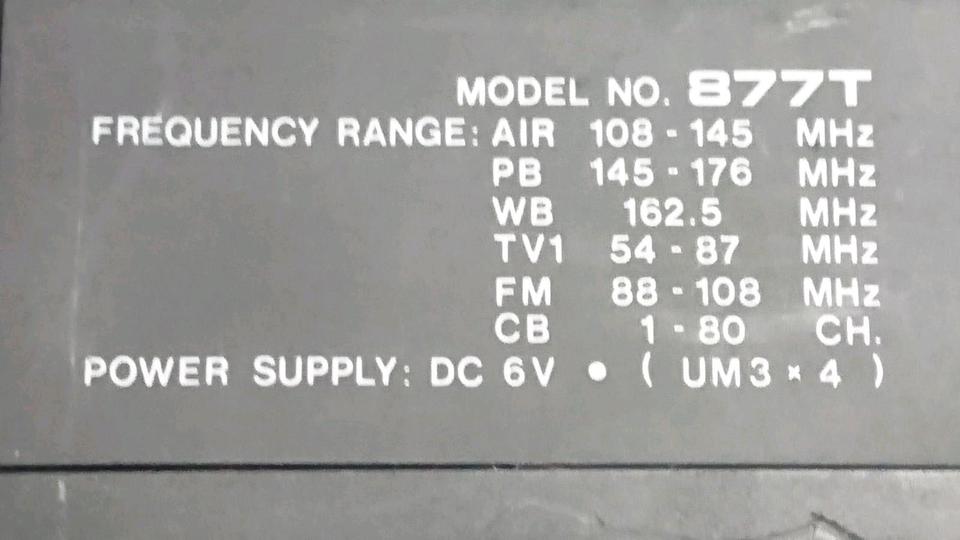 MODEL NO. 877T
FREQUENCY RANGE: AIR 108 - 145 MHz
PB 145 - 176 MHz
WB 162.5 MHz
TV1 54 - 87 MHz
FM 88 - 108 MHz
CB 1 - 80 CH.
POWER SUPPLY: DC 6V • ( UM3 × 4 )